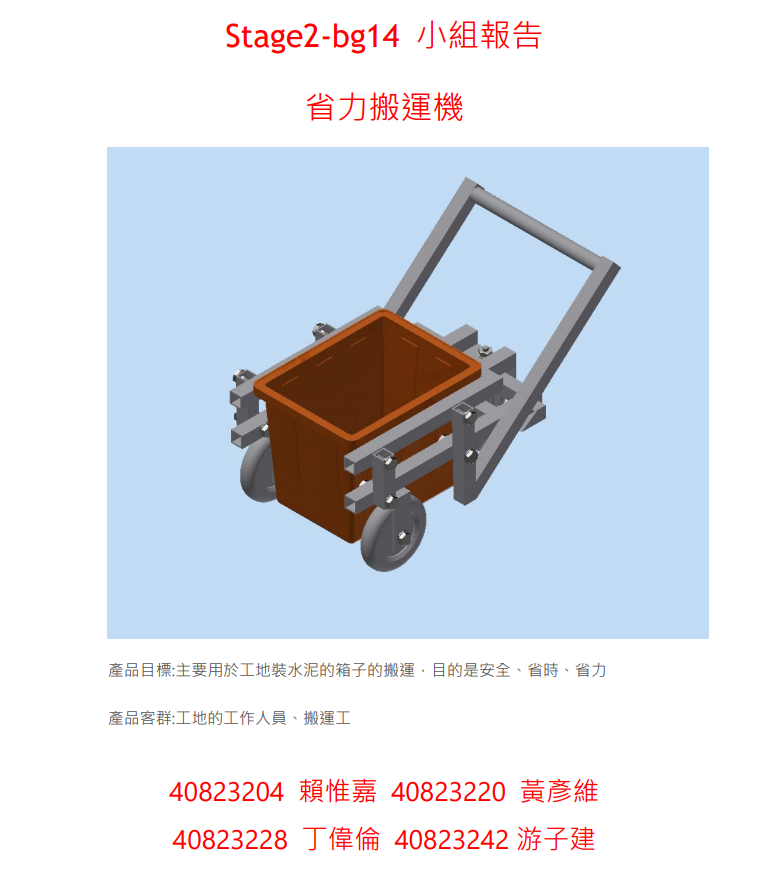 Stage2-bg14 小組報告
省力搬運機
產品目標:主要用於工地裝水泥的箱子的搬運，目的是安全、省時、省力
產品客群:工地的工作人員、搬運工
40823204 賴惟嘉 40823220 黃彥維
40823228 丁偉倫 40823242 游子建